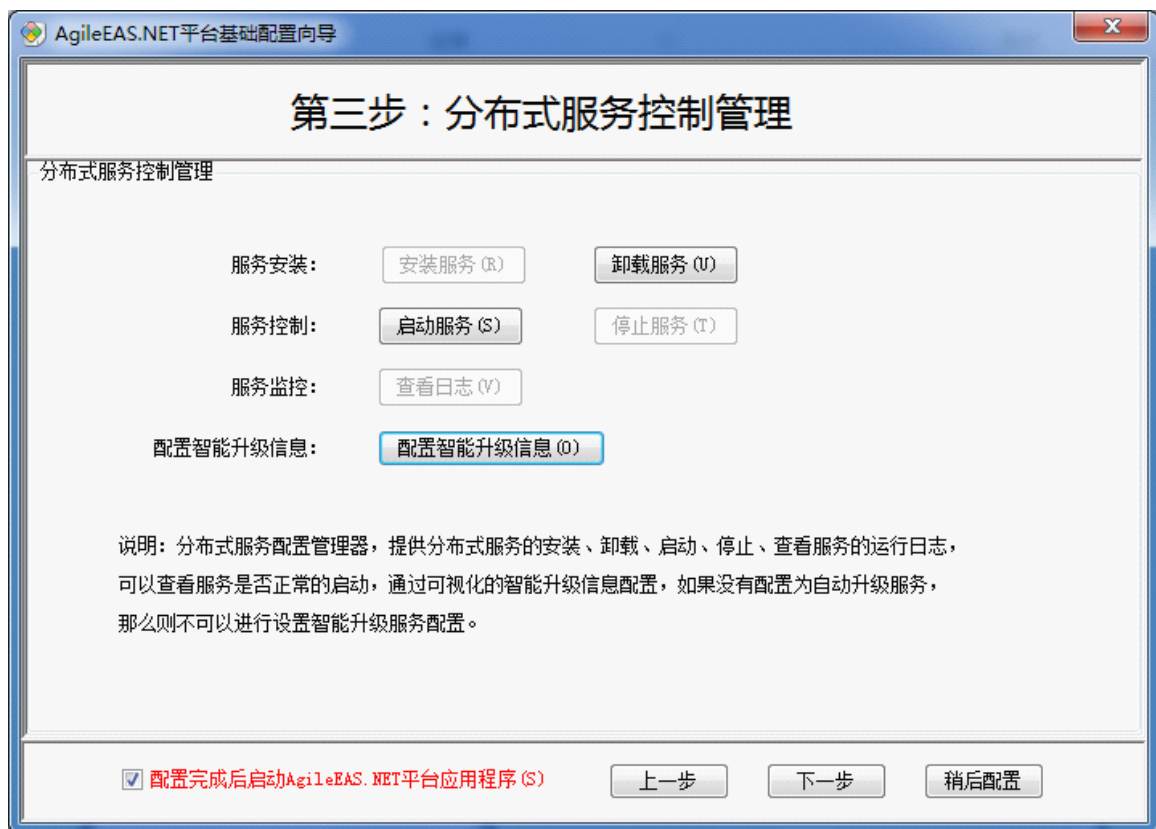 AgileEAS.NET平台基础配置向导
第三步：分布式服务控制管理
分布式服务控制管理
服务安装： 安装服务(R) 卸载服务(U)
服务控制： 启动服务(S) 停止服务(T)
服务监控： 查看日志(V)
配置智能升级信息： 配置智能升级信息(O)
说明：分布式服务配置管理器，提供分布式服务的安装、卸载、启动、停止、查看服务的运行日志，
可以查看服务是否正常的启动，通过可视化的智能升级信息配置，如果没有配置为自动升级服务，
那么则不可以进行设置智能升级服务配置。
配置完成后启动AgileEAS.NET平台应用程序(S) 上一步 下一步 稍后配置